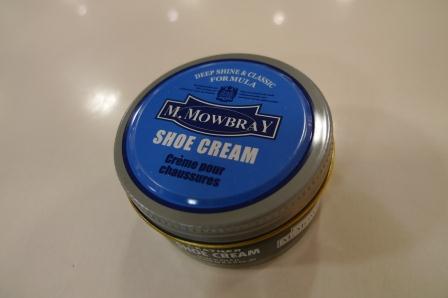 DEEP SHINE & CLASSIC
FORMULA
M. MOWBRAY
SHOE CREAM
Crème pour
chaussures
SHOE CREAM